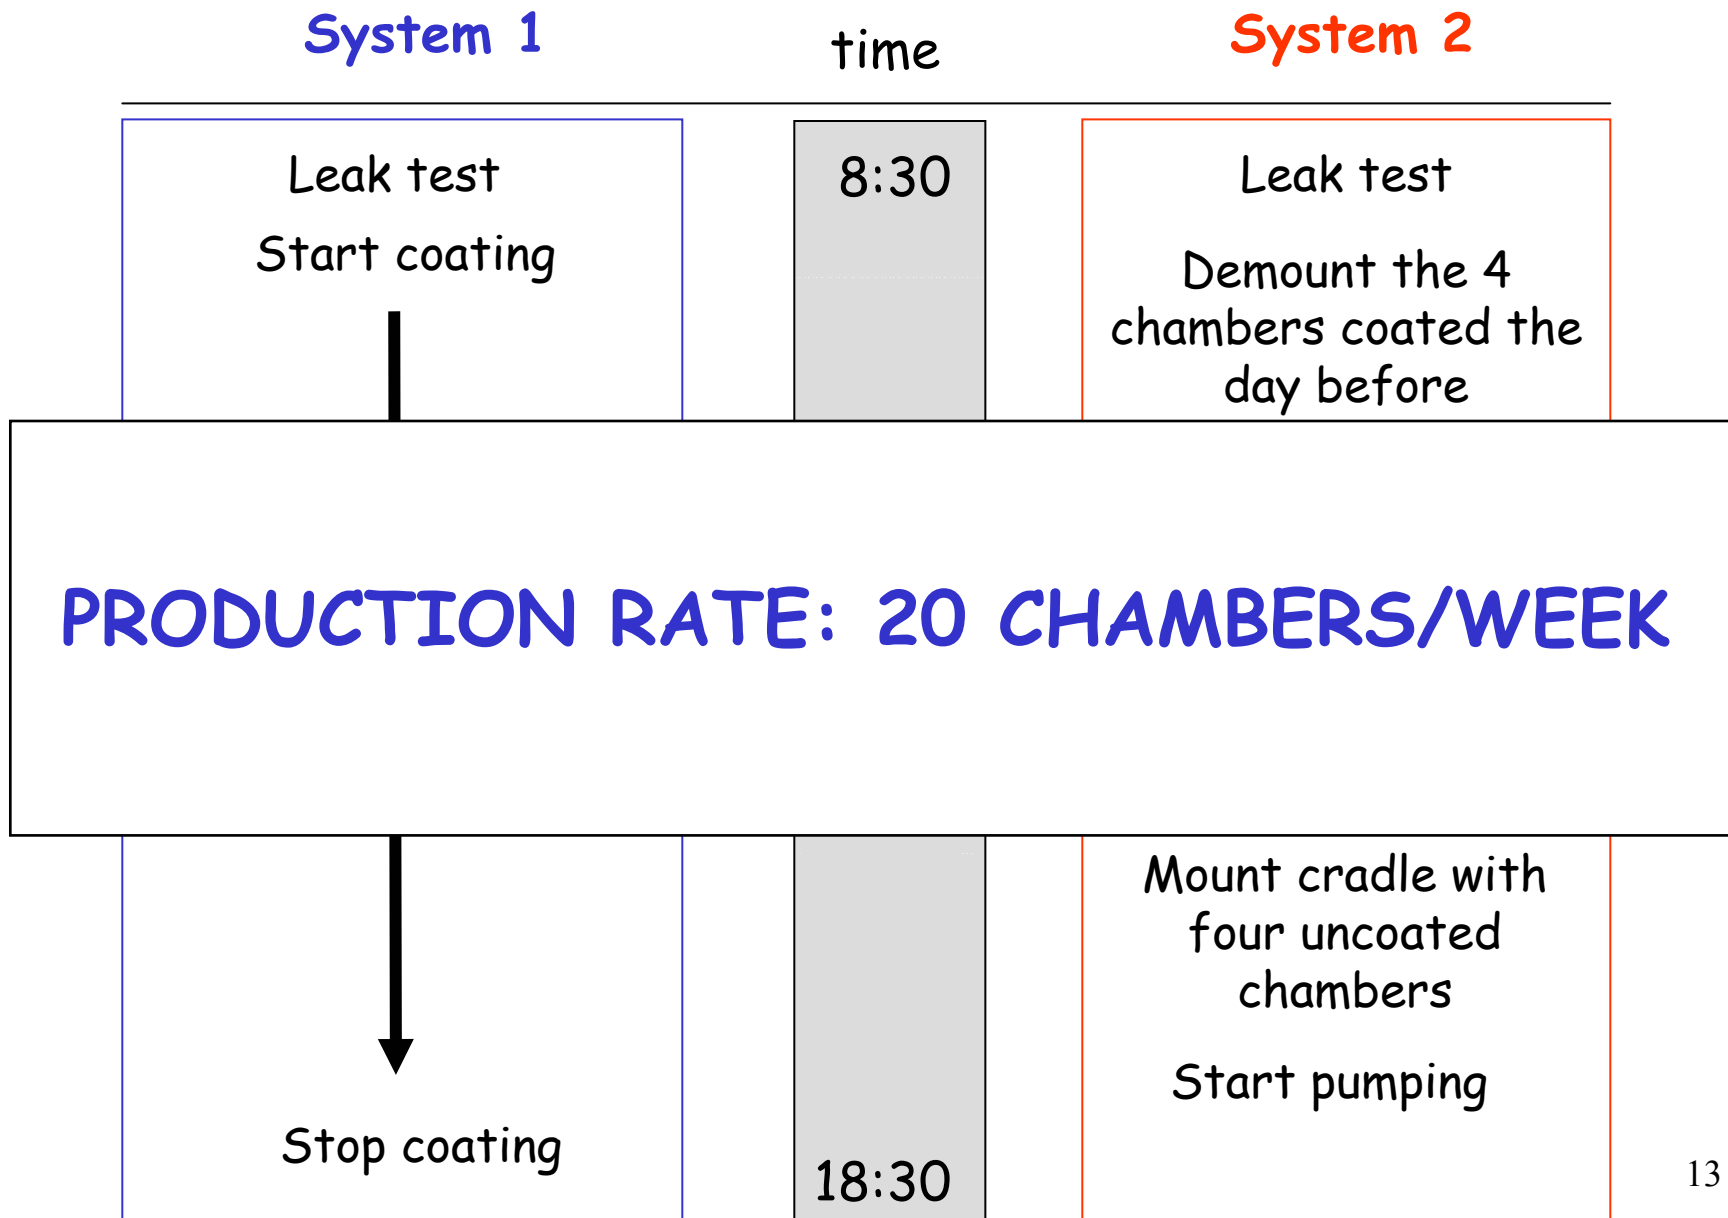 System 1
time
System 2
Leak test
Start coating
8:30
Leak test
Demount the 4
chambers coated the
day before
PRODUCTION RATE: 20 CHAMBERS/WEEK
Mount cradle with
four uncoated
chambers
Start pumping
Stop coating
18:30
13